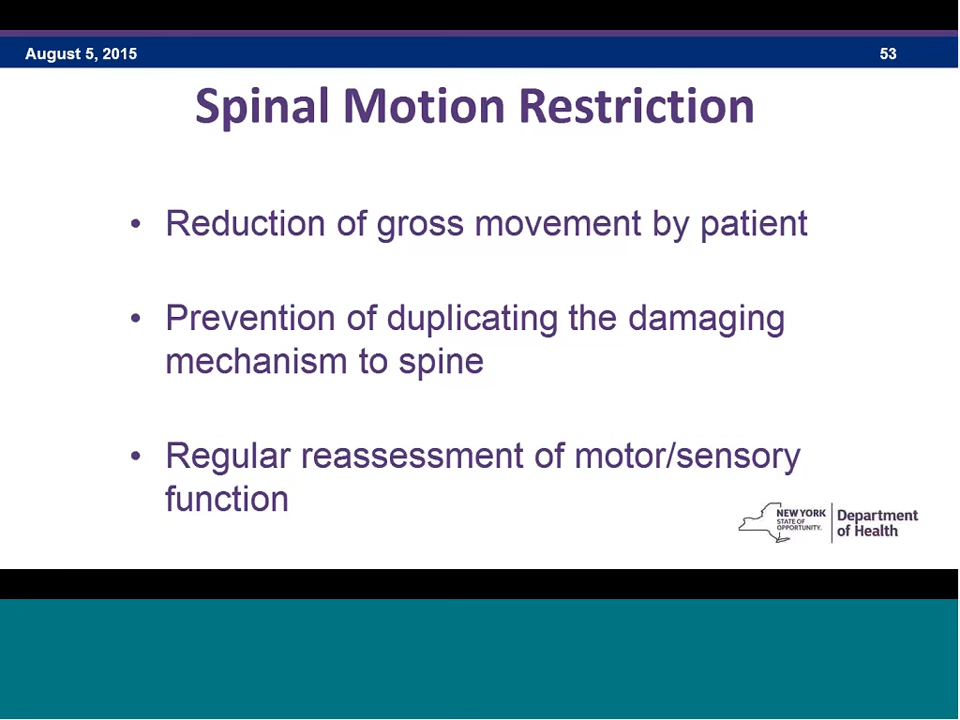 August 5, 2015 53
Spinal Motion Restriction
• Reduction of gross movement by patient
• Prevention of duplicating the damaging
mechanism to spine
• Regular reassessment of motor/sensory
function
NEW YORK
STATE OF
OPPORTUNITY.
Department
of Health